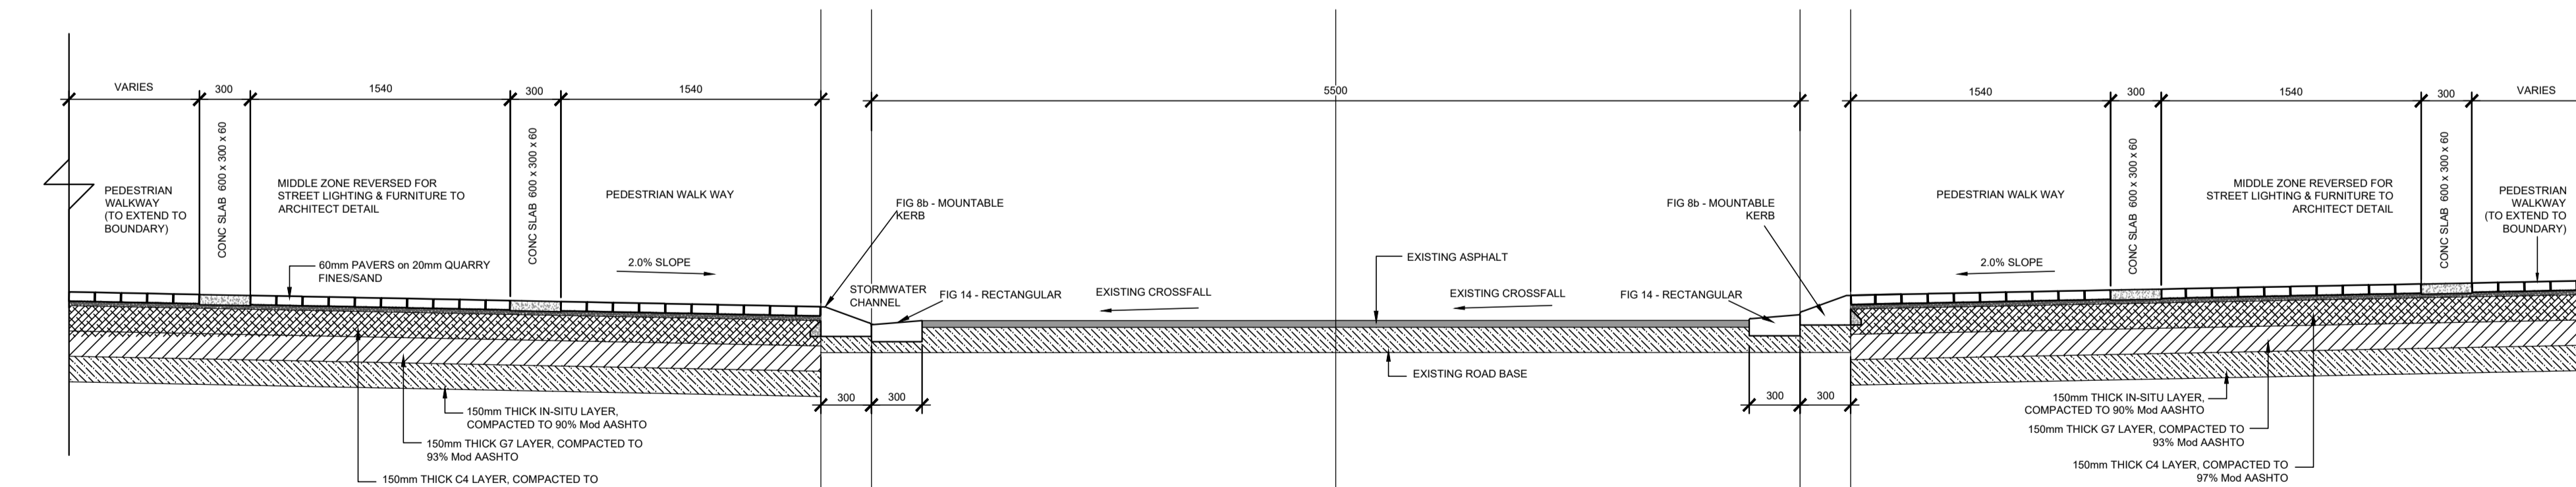 VARIES
300
1540
300
1540
5500
1540
300
1540
300
VARIES
PEDESTRIAN
WALKWAY
(TO EXTEND TO
BOUNDARY)
CONC SLAB 600 x 300 x 60
MIDDLE ZONE REVERSED FOR
STREET LIGHTING & FURNITURE TO
ARCHITECT DETAIL
CONC SLAB 600 x 300 x 60
PEDESTRIAN WALK WAY
60mm PAVERS on 20mm QUARRY
FINES/SAND
2.0% SLOPE
FIG 8b - MOUNTABLE
KERB
STORMWATER
CHANNEL
FIG 14 - RECTANGULAR
EXISTING CROSSFALL
EXISTING ASPHALT
EXISTING CROSSFALL
FIG 8b - MOUNTABLE
KERB
FIG 14 - RECTANGULAR
EXISTING ROAD BASE
PEDESTRIAN WALK WAY
2.0% SLOPE
CONC SLAB 600 x 300 x 60
MIDDLE ZONE REVERSED FOR
STREET LIGHTING & FURNITURE TO
ARCHITECT DETAIL
CONC SLAB 600 x 300 x 60
PEDESTRIAN
WALKWAY
(TO EXTEND TO
BOUNDARY)
300
300
300
300
150mm THICK IN-SITU LAYER,
COMPACTED TO 90% Mod AASHTO
150mm THICK G7 LAYER, COMPACTED TO
93% Mod AASHTO
150mm THICK C4 LAYER, COMPACTED TO
150mm THICK IN-SITU LAYER,
COMPACTED TO 90% Mod AASHTO
150mm THICK G7 LAYER, COMPACTED TO
93% Mod AASHTO
150mm THICK C4 LAYER, COMPACTED TO
97% Mod AASHTO